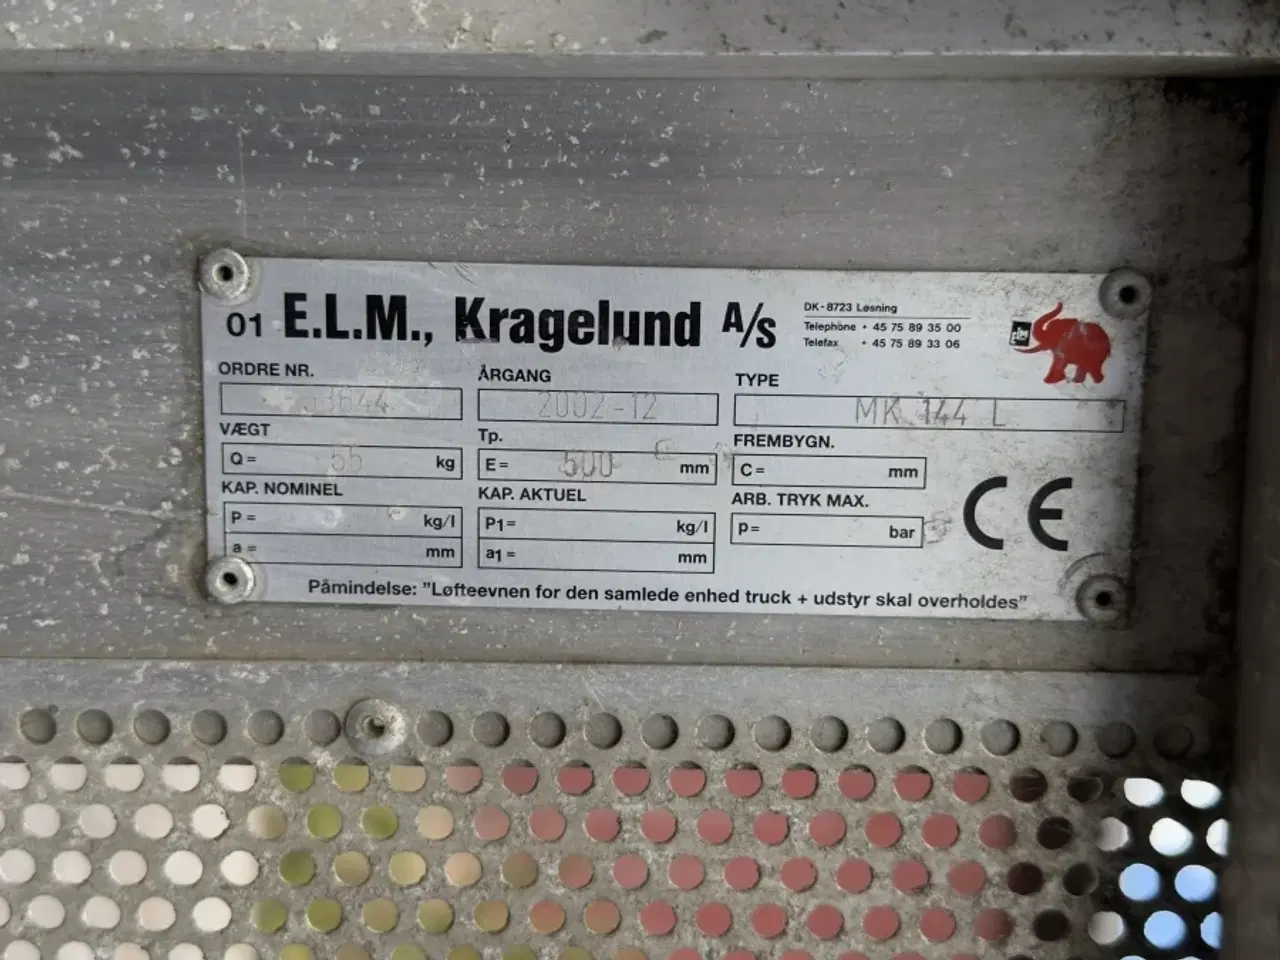 01 E.L.M., Kragelund A/s
DK-8723 Løsning
Telephone • 45 75 89 35 00
Telefax • 45 75 89 33 06
elm
ORDRE NR.
ÅRGANG
TYPE
33644
2002-12
MK 144 L
VÆGT
Tp.
FREMBYGN.
Q = 55 kg
E = 500 mm
C = mm
KAP. NOMINEL
KAP. AKTUEL
ARB. TRYK MAX.
P = kg/l
P1= kg/l
p= bar
a = mm
a1 = mm
CE
Påmindelse: ”Løfteevnen for den samlede enhed truck + udstyr skal overholdes”